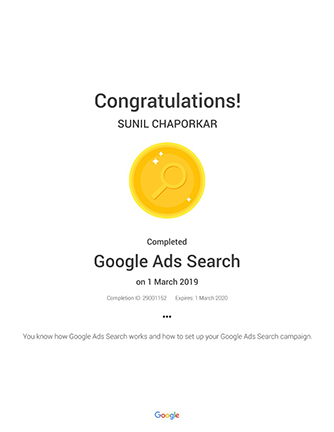 Congratulations!
SUNIL CHAPORKAR
Completed
Google Ads Search
on 1 March 2019
Completion ID: 29001152 Expires: 1 March 2020
•••
You know how Google Ads Search works and how to set up your Google Ads Search campaign.
Google